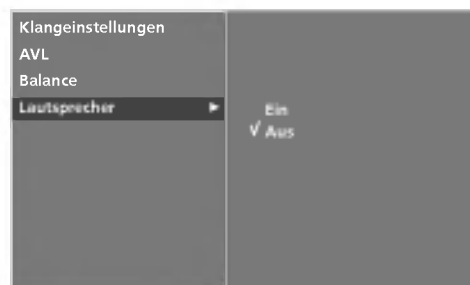 Klangeinstellungen
AVL
Balance
Lautsprecher ►
Ein
√ Aus